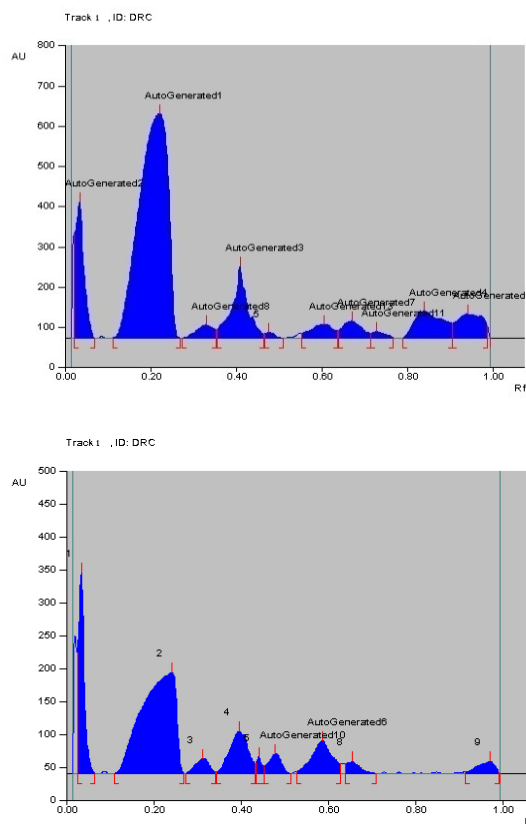 Track 1 , ID: DRC
800
AU
700
AutoGenerated1
600
500
AutoGenerated2
400
300
AutoGenerated3
200
AutoGenerated8
5
AutoGenerated7
AutoGenerated4
AutoGenerated
AutoGenerated11
100
0
0.00 0.20 0.40 0.60 0.80 1.00
Rf
Track 1 , ID: DRC
500
AU
450
400
1
350
300
250
200
2
150
4
AutoGenerated6
100
3
5
AutoGenerated10
8
9
50
0
0.00 0.20 0.40 0.60 0.80 1.00